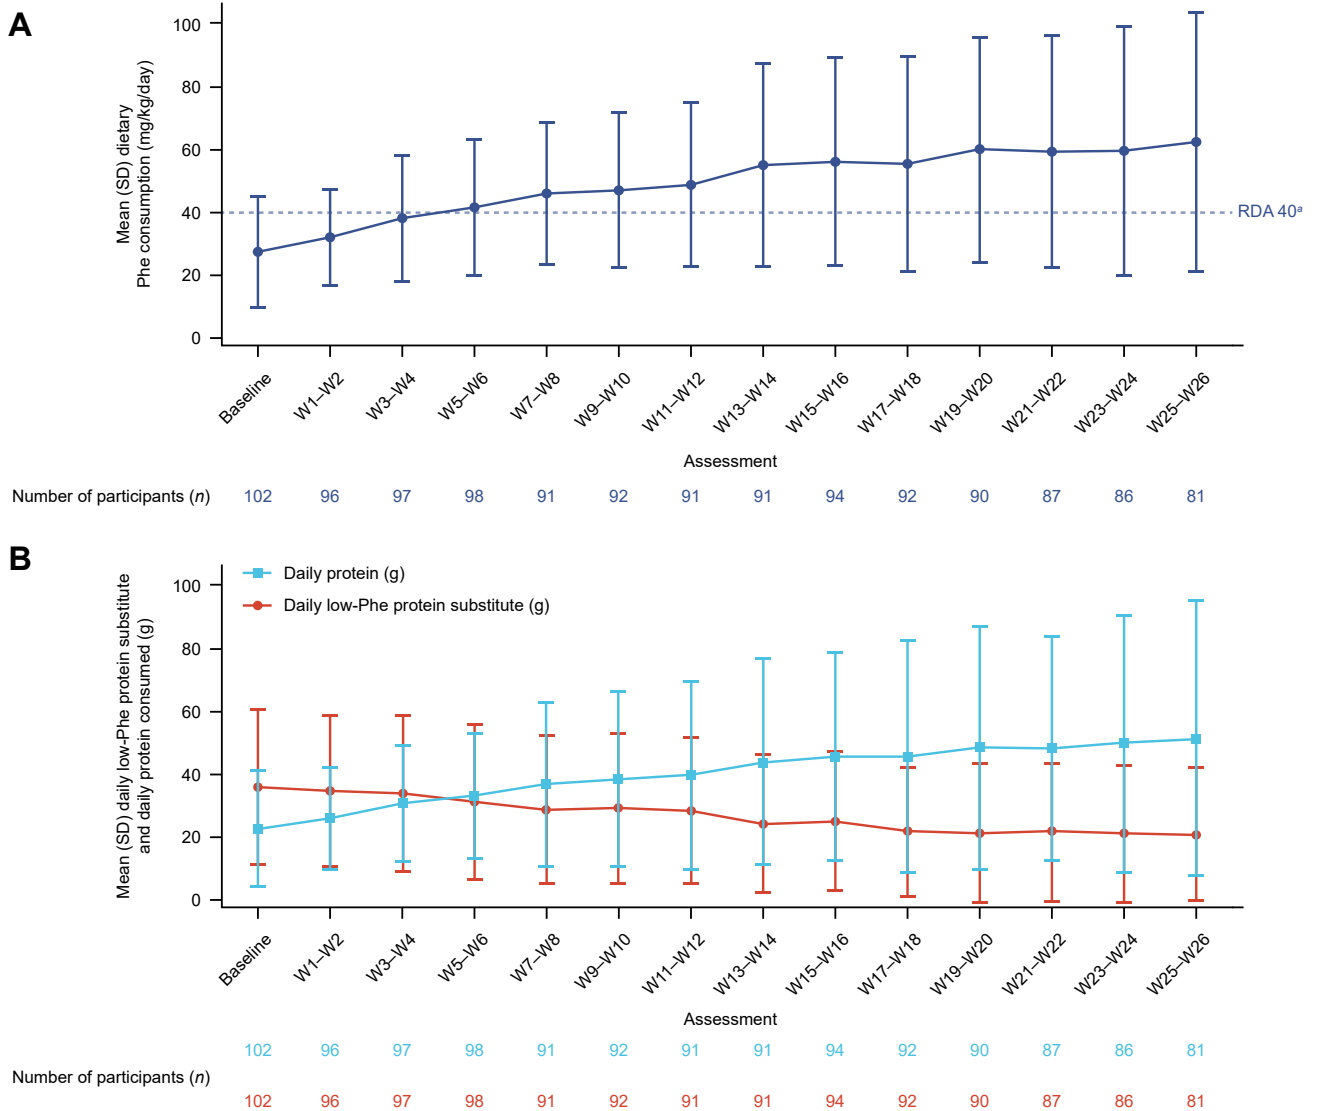 A
Mean (SD) dietary
Phe consumption (mg/kg/day)
100
80
60
40
20
0
RDA 40ᵃ
Baseline
W1–W2
W3–W4
W5–W6
W7–W8
W9–W10
W11–W12
W13–W14
W15–W16
W17–W18
W19–W20
W21–W22
W23–W24
W25–W26
Assessment
Number of participants (n) 102 96 97 98 91 92 91 91 94 92 90 87 86 81
B
Mean (SD) daily low-Phe protein substitute
and daily protein consumed (g)
Daily protein (g)
Daily low-Phe protein substitute (g)
100
80
60
40
20
0
Baseline
W1–W2
W3–W4
W5–W6
W7–W8
W9–W10
W11–W12
W13–W14
W15–W16
W17–W18
W19–W20
W21–W22
W23–W24
W25–W26
Assessment
102 96 97 98 91 92 91 91 94 92 90 87 86 81
Number of participants (n)
102 96 97 98 91 92 91 91 94 92 90 87 86 81